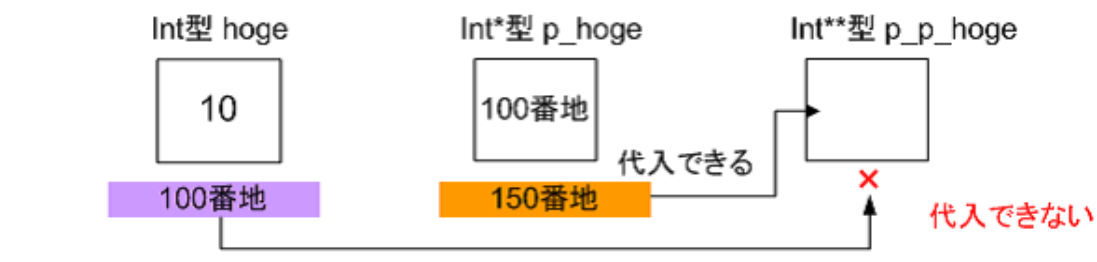 Int型 hoge
Int*型 p_hoge
Int**型 p_p_hoge
10
100番地
代入できる
100番地
150番地
×
代入できない